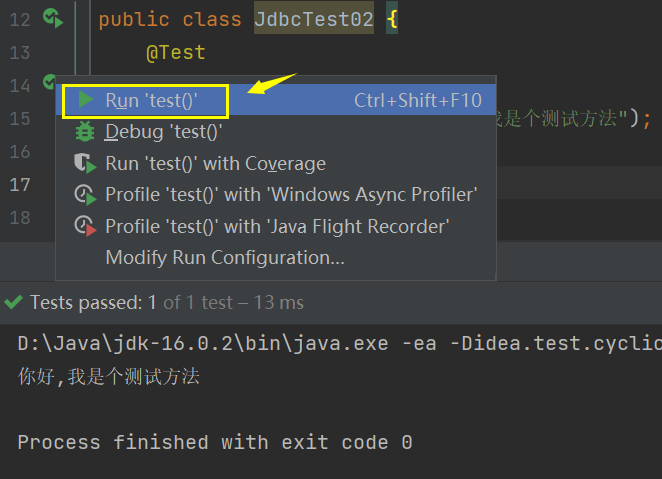 12 public class JdbcTest02 {
13 @Test
14
Run 'test()' Ctrl+Shift+F10
15 是个测试方法");
Debug 'test()'
16
Run 'test()' with Coverage
17
Profile 'test()' with 'Windows Async Profiler'
18
Profile 'test()' with 'Java Flight Recorder'
Modify Run Configuration...
Tests passed: 1 of 1 test – 13 ms
D:\Java\jdk-16.0.2\bin\java.exe -ea -Didea.test.cyclic
你好,我是个测试方法
Process finished with exit code 0